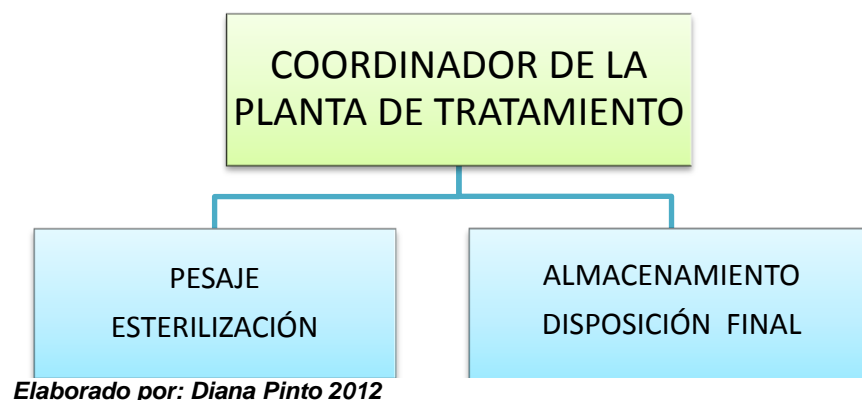 COORDINADOR DE LA
PLANTA DE TRATAMIENTO
PESAJE
ESTERILIZACIÓN
ALMACENAMIENTO
DISPOSICIÓN FINAL
Elaborado por: Diana Pinto 2012